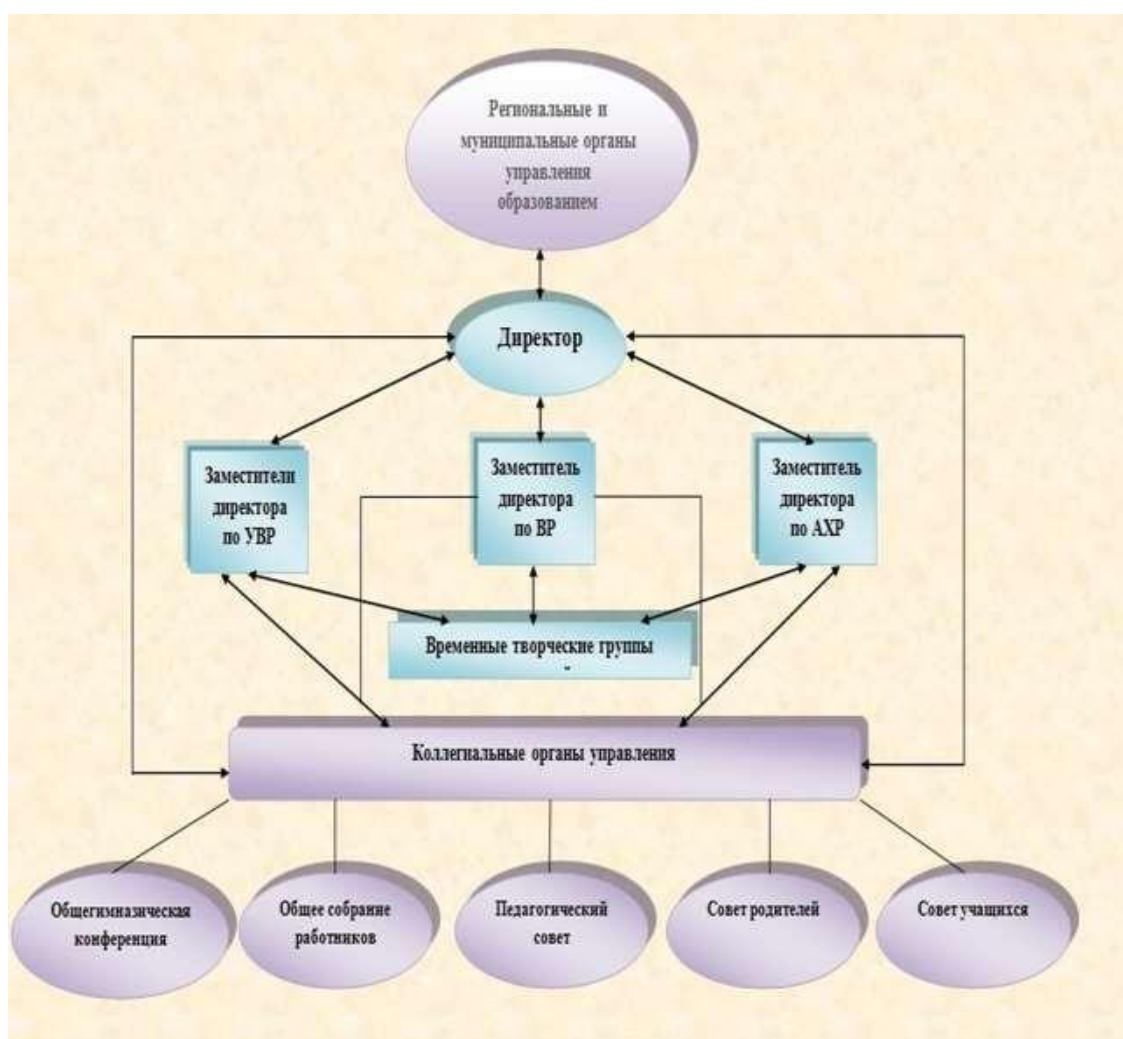 Региональные и
муниципальные органы
управления
образованием
Директор
Заместители
директора
по УВР
Заместитель
директора
по ВР
Заместитель
директора
по АХР
Временные творческие группы
Коллегиальные органы управления
Общегимназическая
конференция
Общее собрание
работников
Педагогический
совет
Совет родителей
Совет учащихся